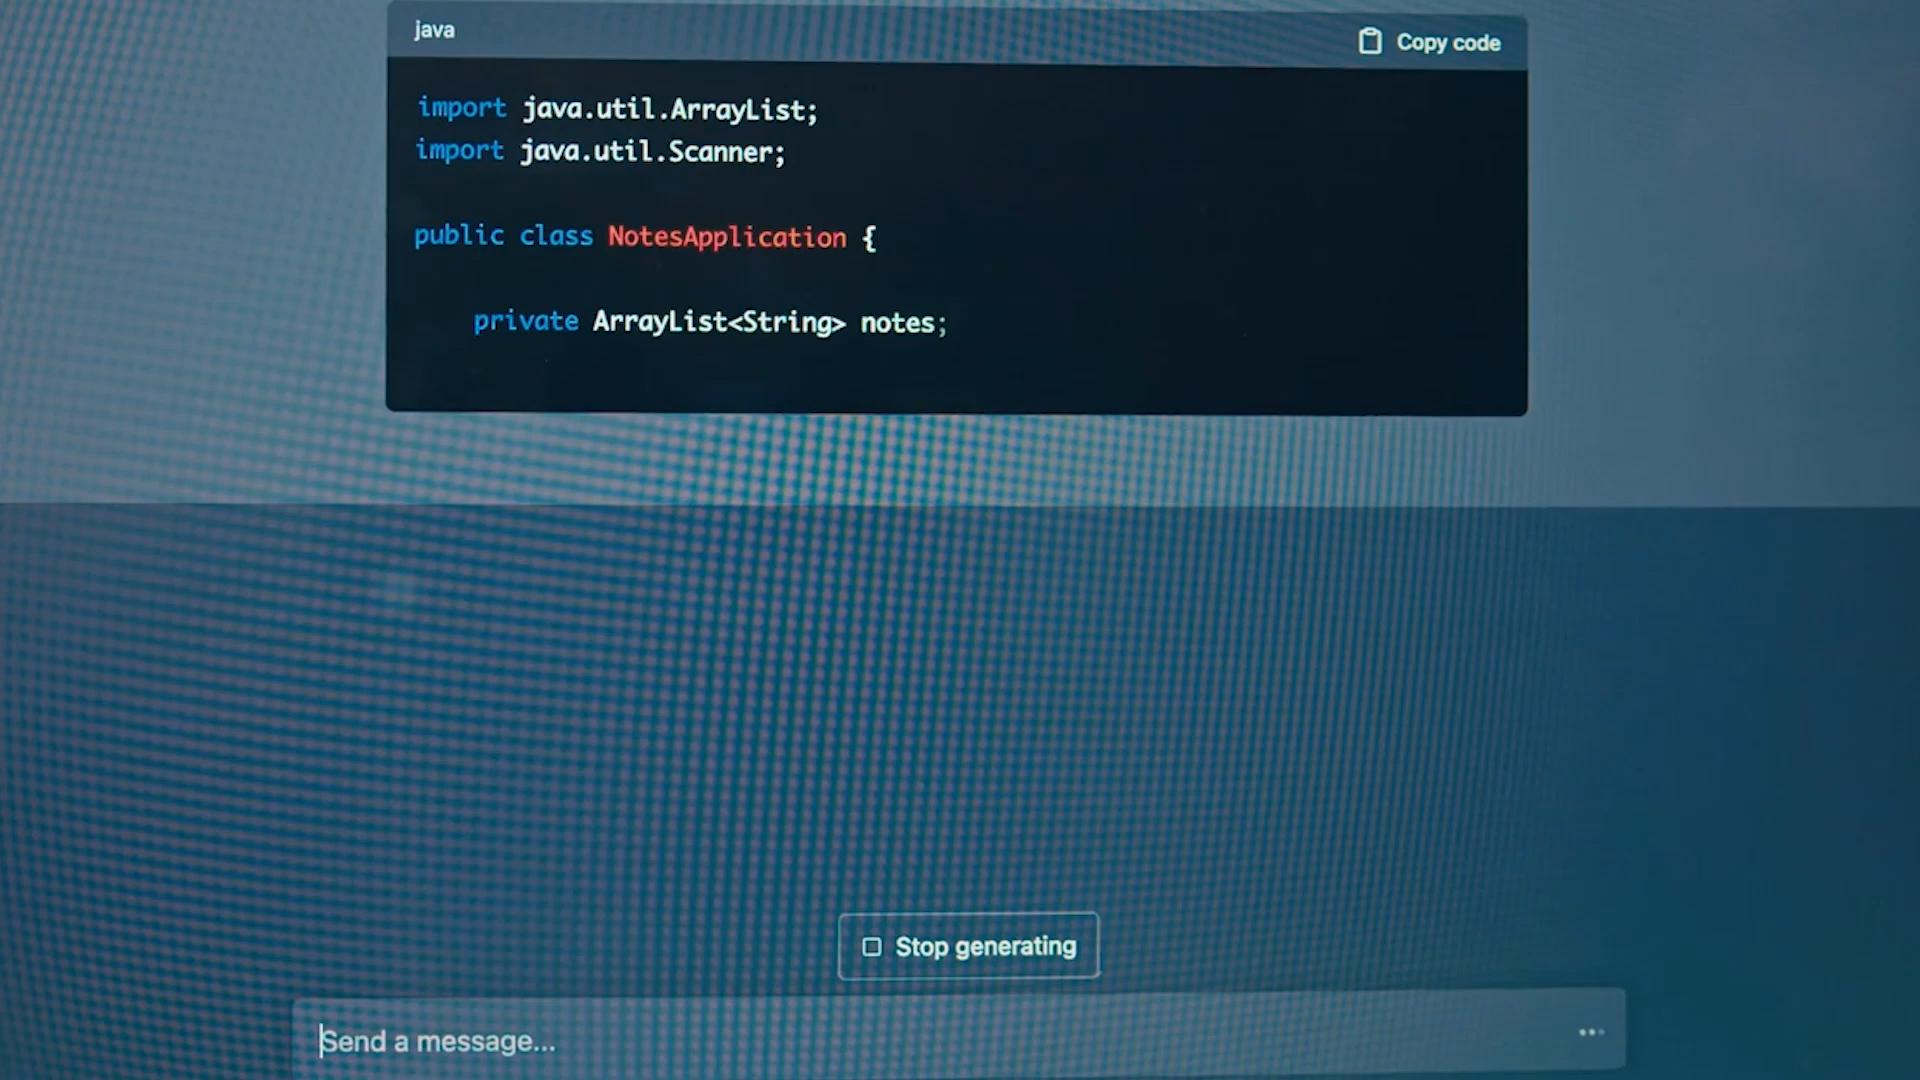 java
Copy code
import java.util.ArrayList;
import java.util.Scanner;
public class NotesApplication {
private ArrayList<String> notes;
Stop generating
Send a message...